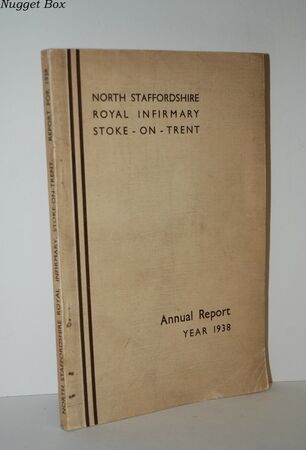 Nugget Box
NORTH STAFFORDSHIRE
ROYAL INFIRMARY
STOKE - ON - TRENT
Annual Report
YEAR 1938
NORTH STAFFORDSHIRE ROYAL INFIRMARY, STOKE-ON-TRENT. REPORT FOR 1938